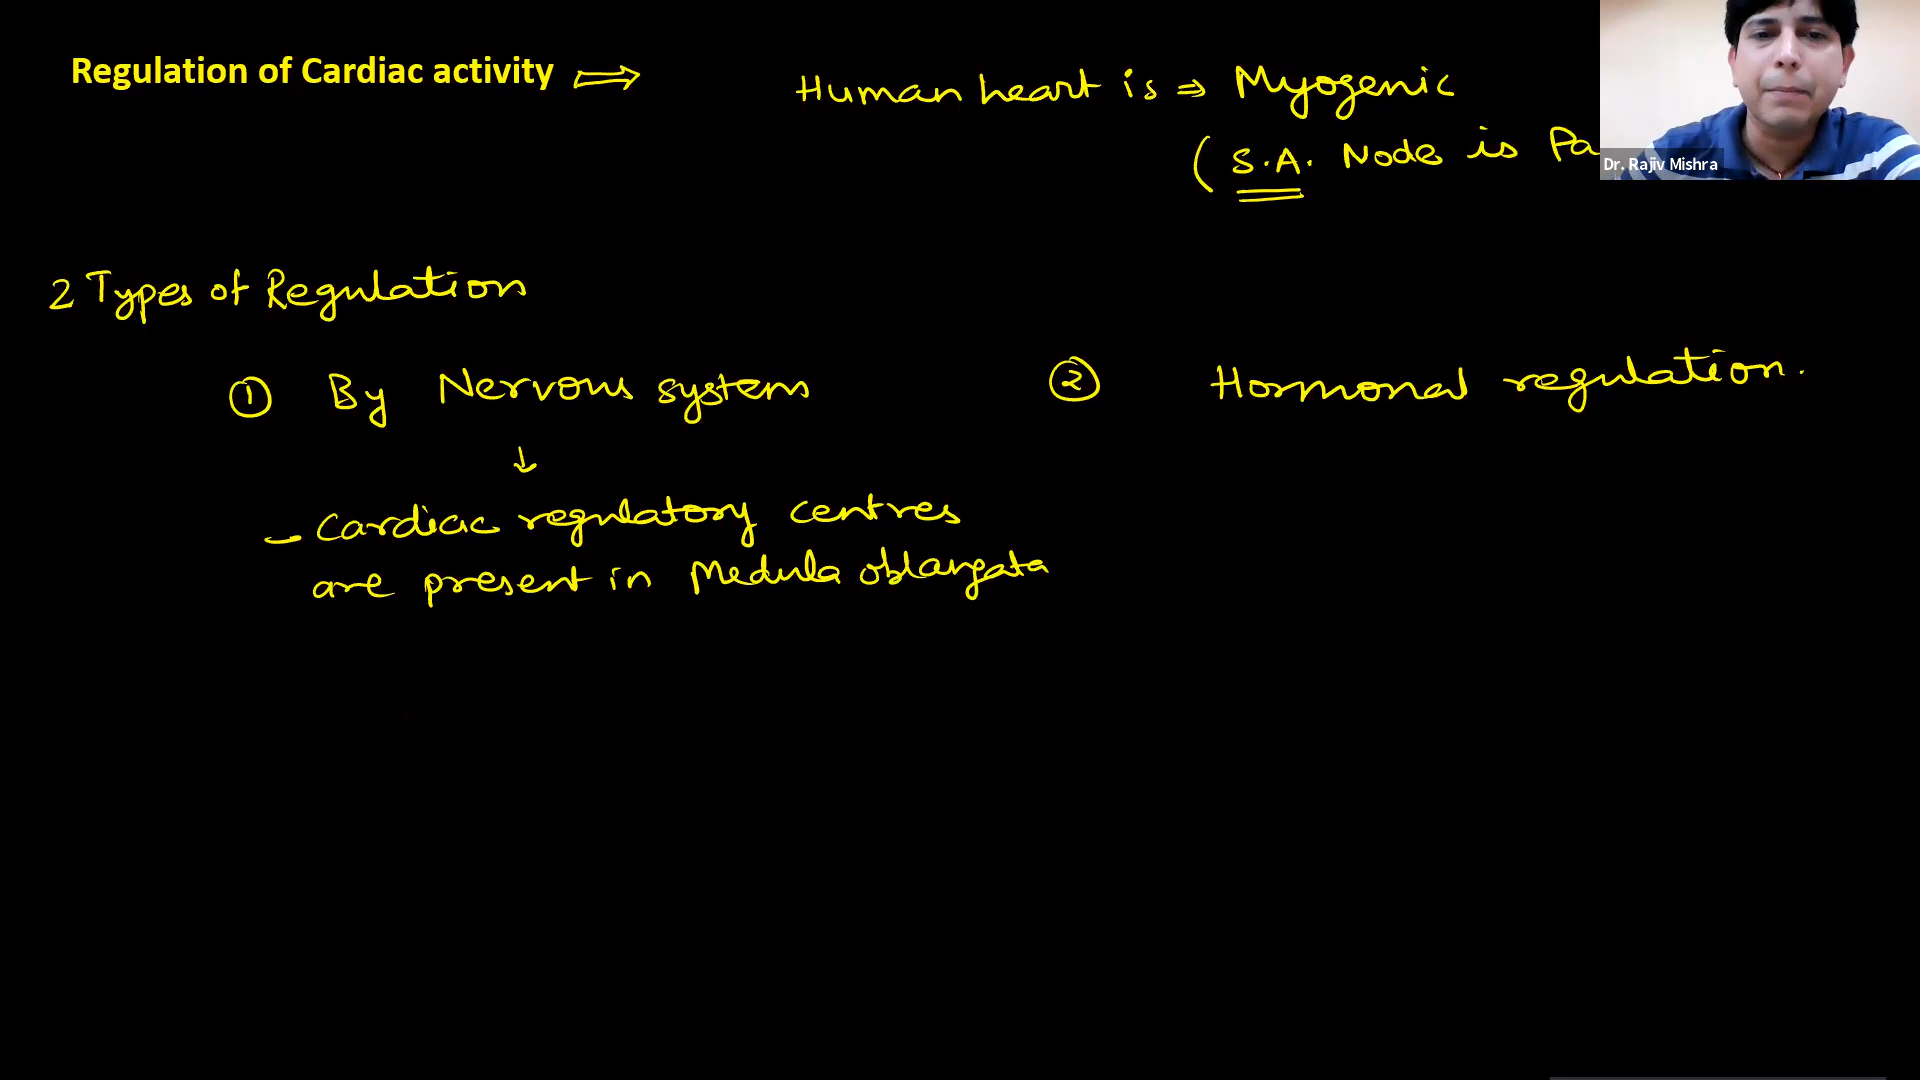 Regulation of Cardiac activity ⇒ Human heart is ⇒ Myogenic
(S.A. Node is Pa
Dr. Rajiv Mishra
2 Types of Regulation
① By Nervous system
② Hormonal regulation.
↓
- Cardiac regulatory centres
are present in Medula oblangata